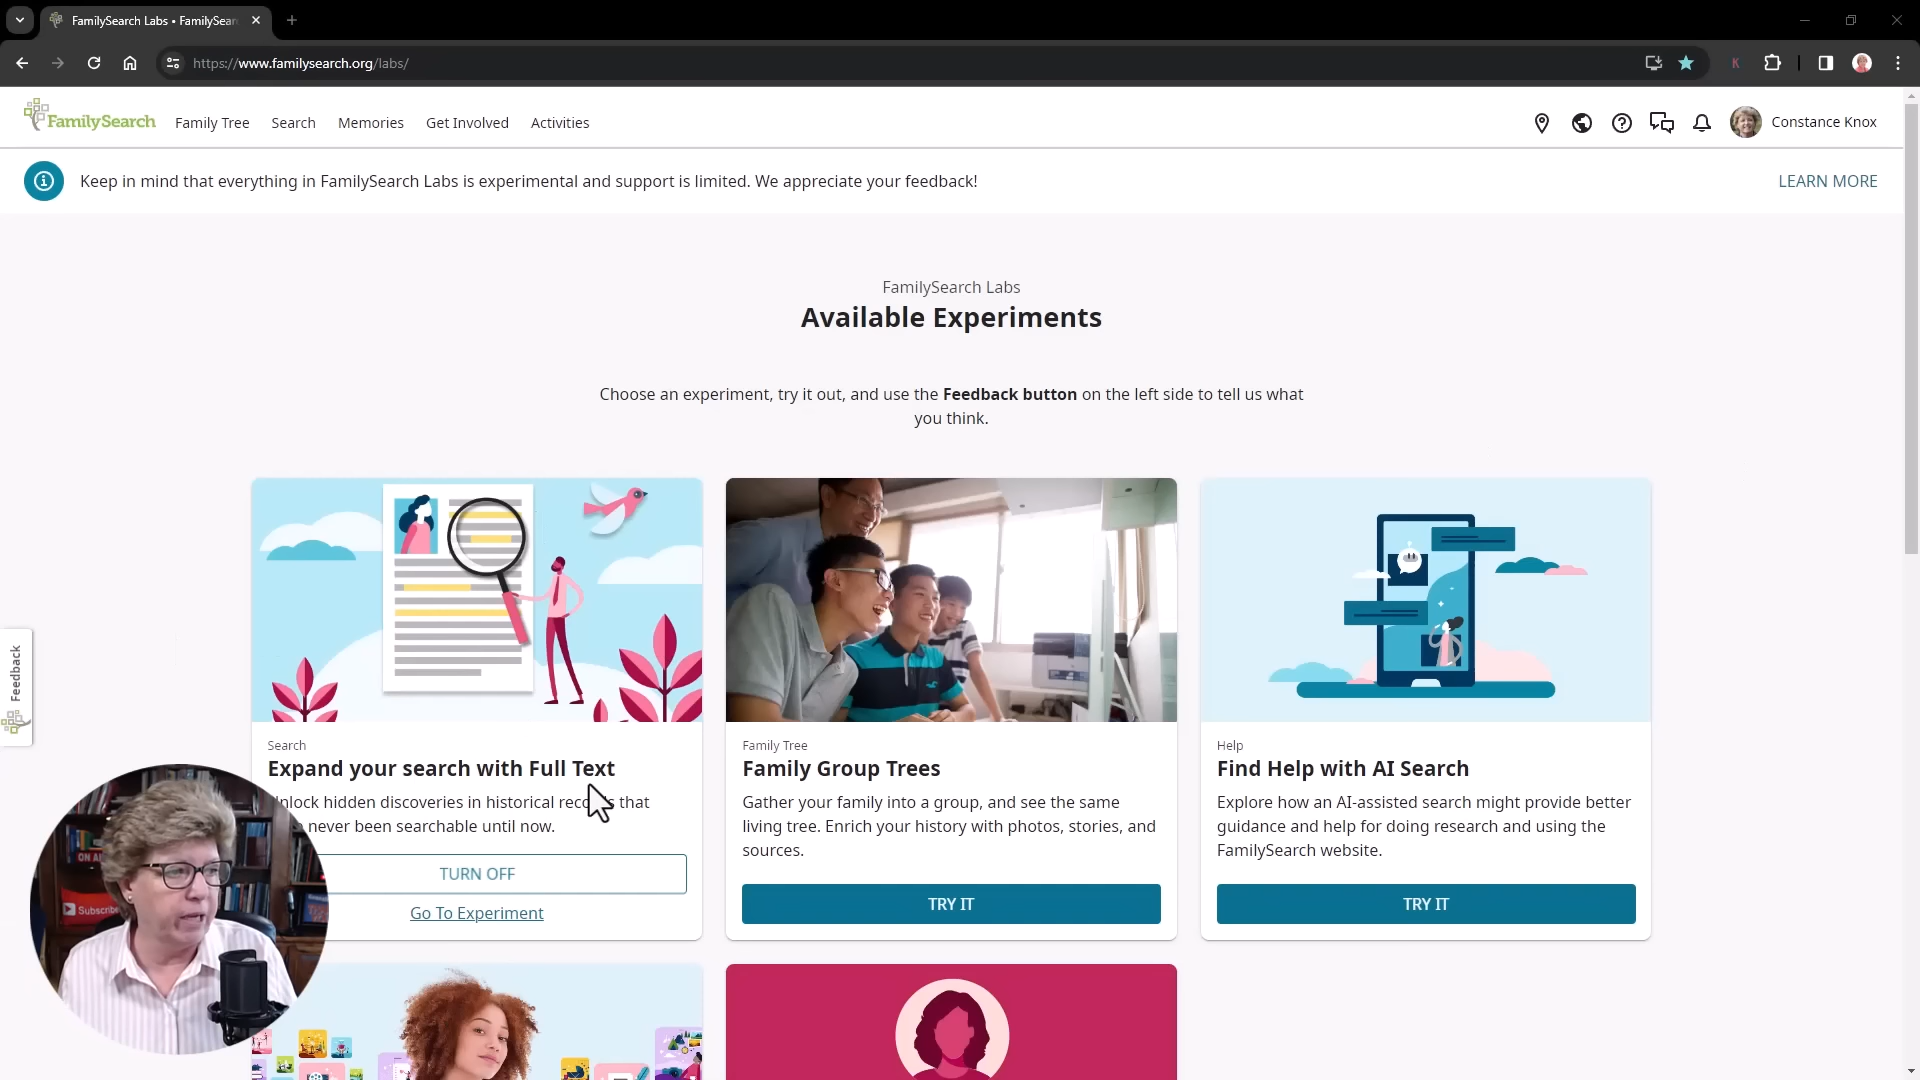 FamilySearch Labs • FamilySear
https://www.familysearch.org/labs/
K
FamilySearch
Family Tree
Search
Memories
Get Involved
Activities
Constance Knox
Keep in mind that everything in FamilySearch Labs is experimental and support is limited. We appreciate your feedback!
LEARN MORE
FamilySearch Labs
Available Experiments
Choose an experiment, try it out, and use the Feedback button on the left side to tell us what
you think.
Feedback
Search
Expand your search with Full Text
nlock hidden discoveries in historical rec s that
never been searchable until now.
TURN OFF
Go To Experiment
Family Tree
Family Group Trees
Gather your family into a group, and see the same
living tree. Enrich your history with photos, stories, and
sources.
TRY IT
Help
Find Help with AI Search
Explore how an AI-assisted search might provide better
guidance and help for doing research and using the
FamilySearch website.
TRY IT
ON AI
Subscribe